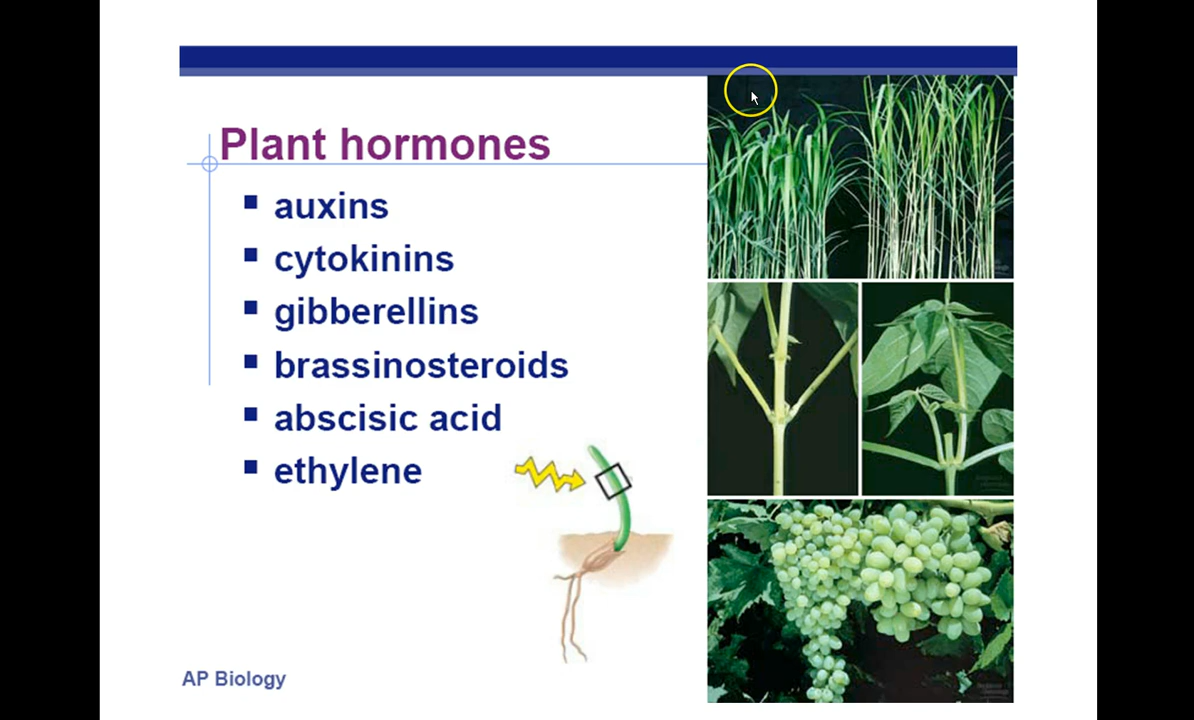 Plant hormones
auxins
cytokinins
gibberellins
brassinosteroids
abscisic acid
ethylene
AP Biology